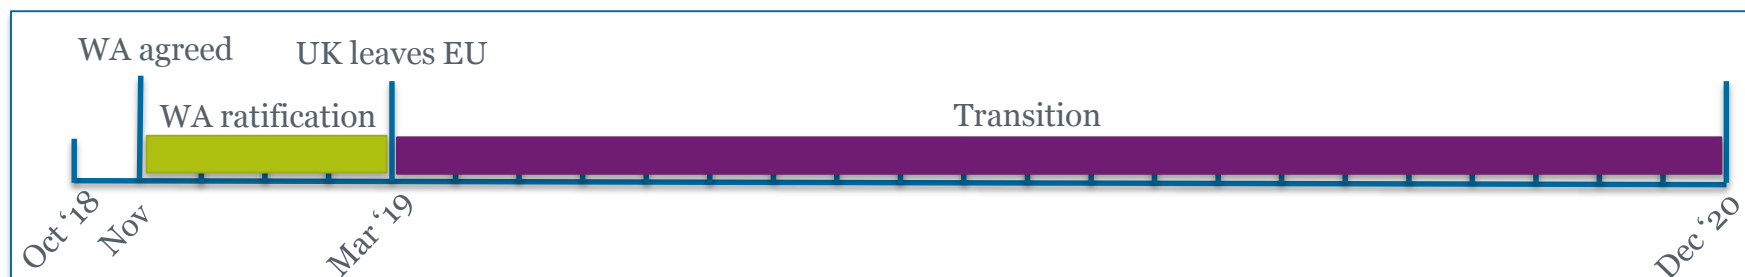 WA agreed
UK leaves EU
WA ratification
Transition
Oct ‘18
Nov
Mar ‘19
Dec ‘20